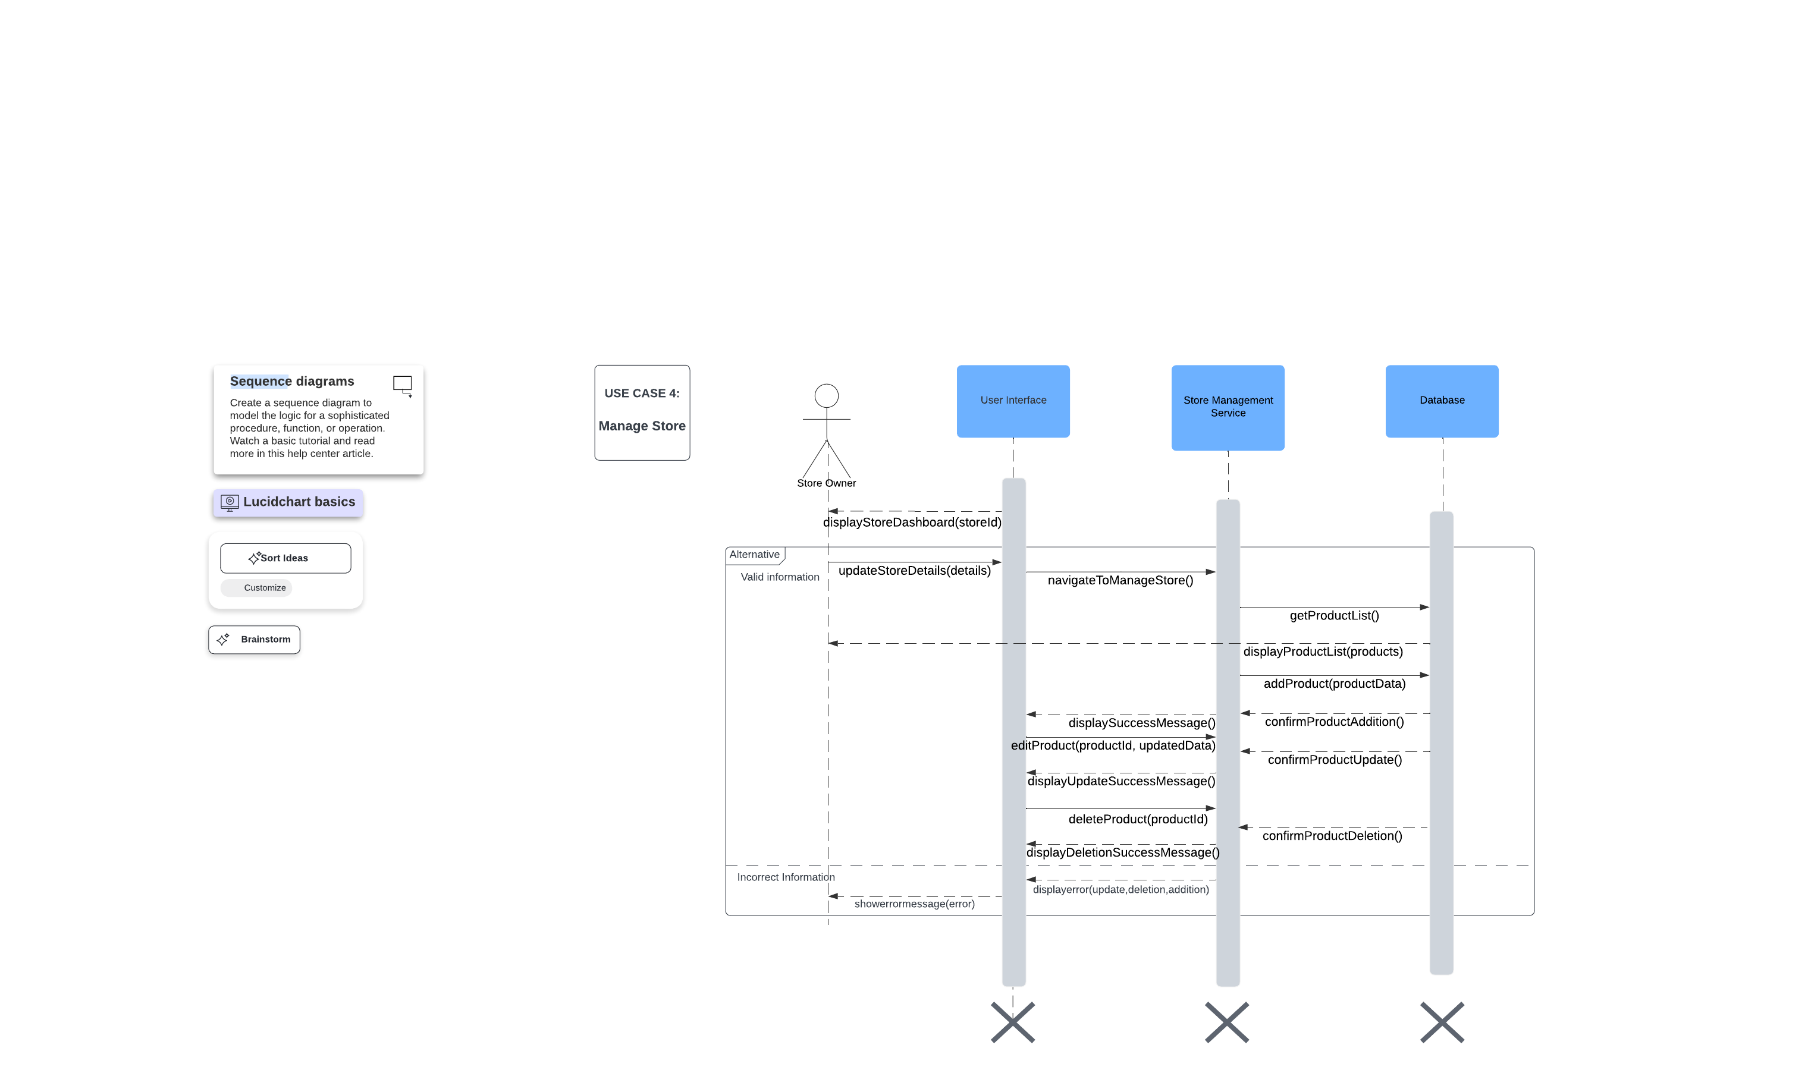 Sequence diagrams
Create a sequence diagram to
model the logic for a sophisticated
procedure, function, or operation.
Watch a basic tutorial and read
more in this help center article.
Lucidchart basics
Sort Ideas
Customize
Brainstorm
USE CASE 4:
Manage Store
Store Owner
User Interface
Store Management
Service
Database
displayStoreDashboard(storeId)
Alternative
Valid information
updateStoreDetails(details)
navigateToManageStore()
getProductList()
displayProductList(products)
addProduct(productData)
displaySuccessMessage()
confirmProductAddition()
editProduct(productId, updatedData)
confirmProductUpdate()
displayUpdateSuccessMessage()
deleteProduct(productId)
confirmProductDeletion()
displayDeletionSuccessMessage()
Incorrect Information
displayerror(update,deletion,addition)
showerrormessage(error)